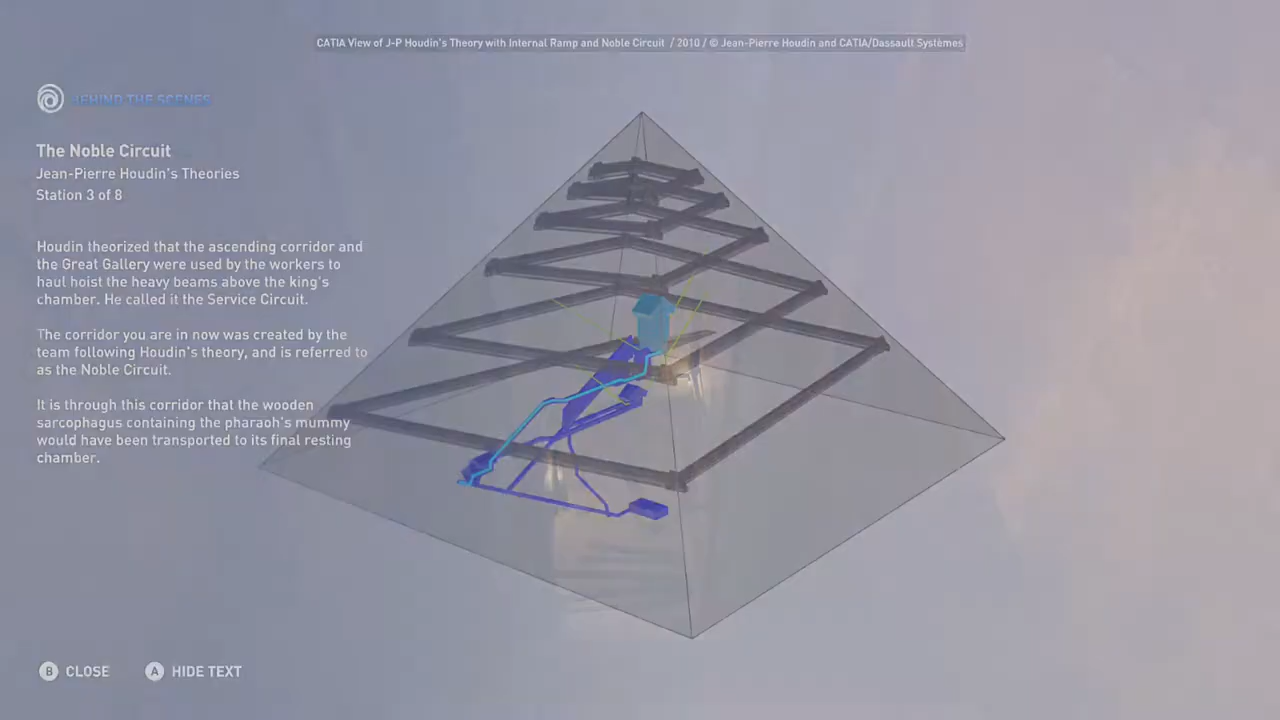 CATIA View of J-P Houdin's Theory with Internal Ramp and Noble Circuit / 2010 / © Jean-Pierre Houdin and CATIA/Dassault Systèmes
BEHIND THE SCENES
The Noble Circuit
Jean-Pierre Houdin's Theories
Station 3 of 8
Houdin theorized that the ascending corridor and
the Great Gallery were used by the workers to
haul hoist the heavy beams above the king's
chamber. He called it the Service Circuit.
The corridor you are in now was created by the
team following Houdin's theory, and is referred to
as the Noble Circuit.
It is through this corridor that the wooden
sarcophagus containing the pharaoh's mummy
would have been transported to its final resting
chamber.
B CLOSE A HIDE TEXT